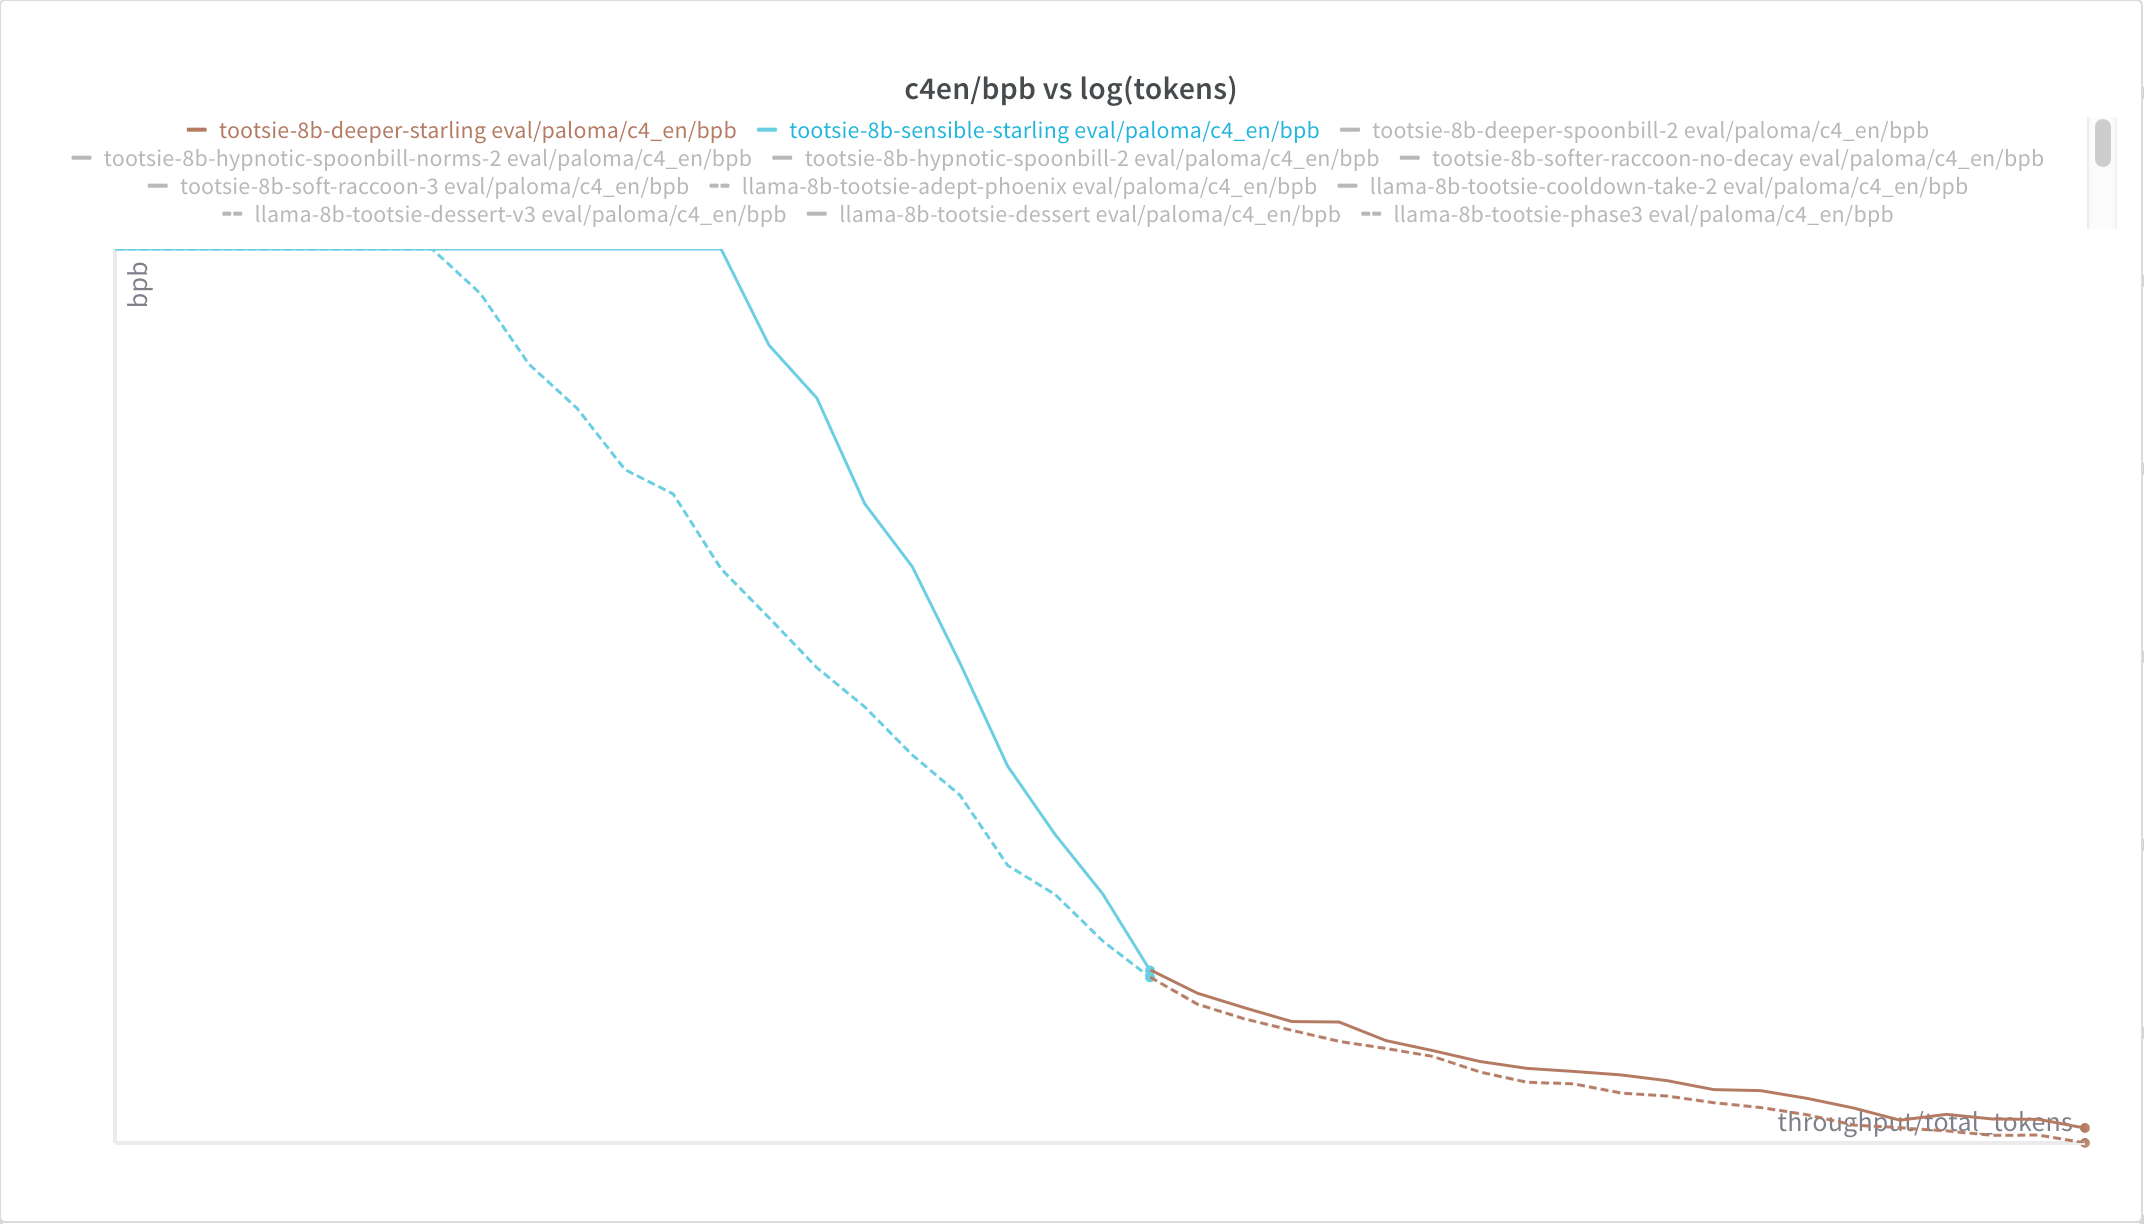 c4en/bpb vs log(tokens)
tootsie-8b-deeper-starling eval/paloma/c4_en/bpb tootsie-8b-sensible-starling eval/paloma/c4_en/bpb tootsie-8b-deeper-spoonbill-2 eval/paloma/c4_en/bpb
tootsie-8b-hypnotic-spoonbill-norms-2 eval/paloma/c4_en/bpb tootsie-8b-hypnotic-spoonbill-2 eval/paloma/c4_en/bpb tootsie-8b-softer-raccoon-no-decay eval/paloma/c4_en/bpb
tootsie-8b-soft-raccoon-3 eval/paloma/c4_en/bpb llama-8b-tootsie-adept-phoenix eval/paloma/c4_en/bpb llama-8b-tootsie-cooldown-take-2 eval/paloma/c4_en/bpb
llama-8b-tootsie-dessert-v3 eval/paloma/c4_en/bpb llama-8b-tootsie-dessert eval/paloma/c4_en/bpb llama-8b-tootsie-phase3 eval/paloma/c4_en/bpb
bpb
throughput/total_tokens